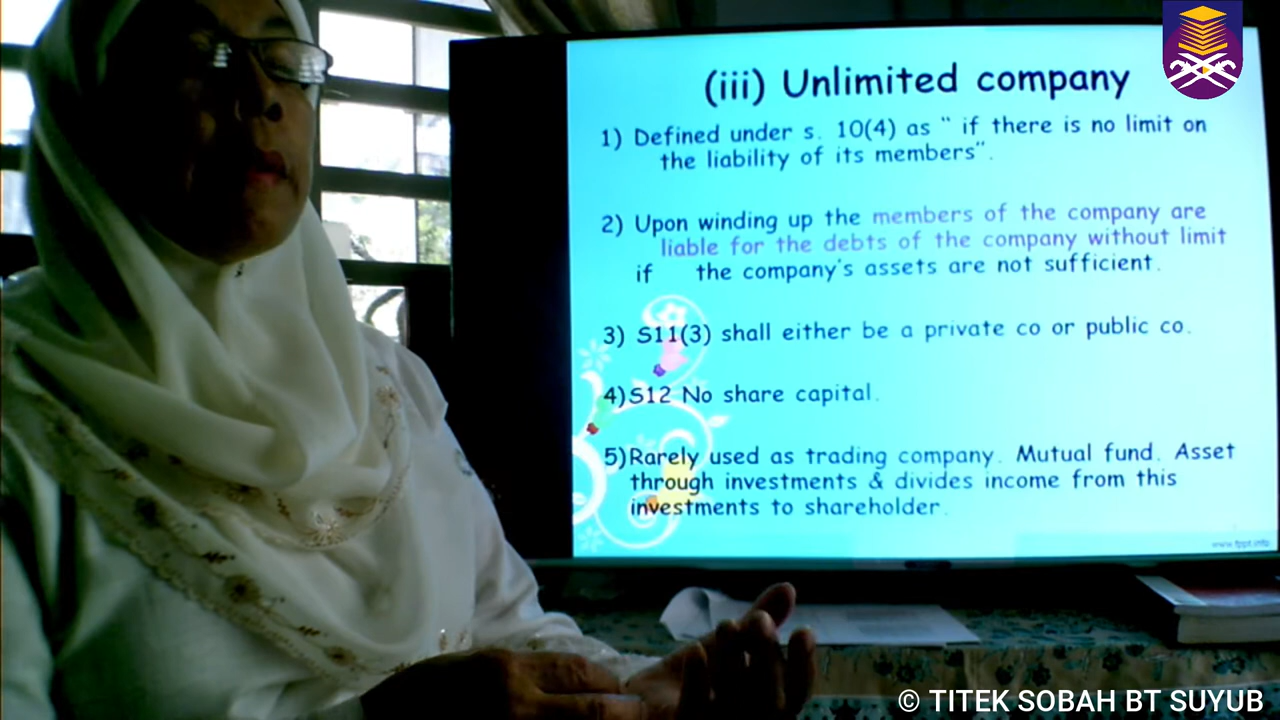 (iii) Unlimited company
1) Defined under s. 10(4) as “ if there is no limit on
the liability of its members”.
2) Upon winding up the members of the company are
liable for the debts of the company without limit
if the company’s assets are not sufficient.
3) S11(3) shall either be a private co or public co.
4)S12 No share capital.
5)Rarely used as trading company. Mutual fund. Asset
through investments & divides income from this
investments to shareholder.
www.fppt.info
© TITEK SOBAH BT SUYUB